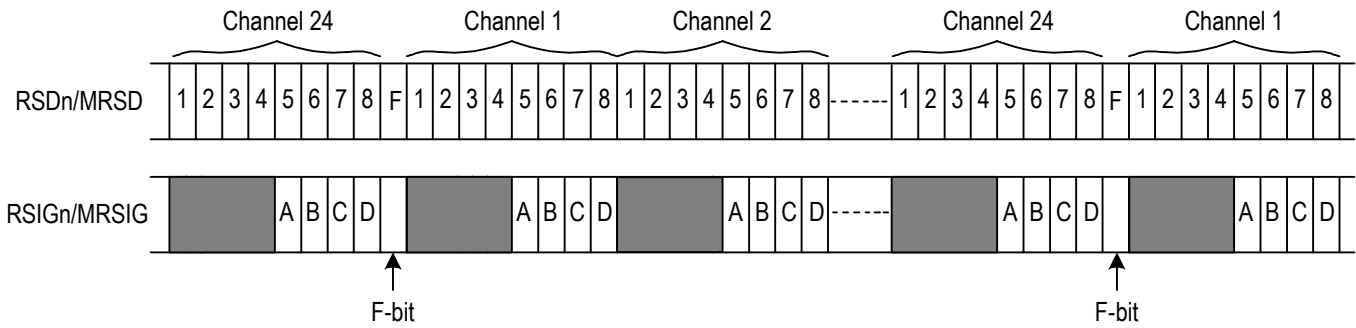 Channel 24 Channel 1 Channel 2 Channel 24 Channel 1
RSDn/MRSD 1 2 3 4 5 6 7 8 F 1 2 3 4 5 6 7 8 1 2 3 4 5 6 7 8 1 2 3 4 5 6 7 8 F 1 2 3 4 5 6 7 8
RSIGn/MRSIG A B C D A B C D A B C D A B C D A B C D
F-bit F-bit